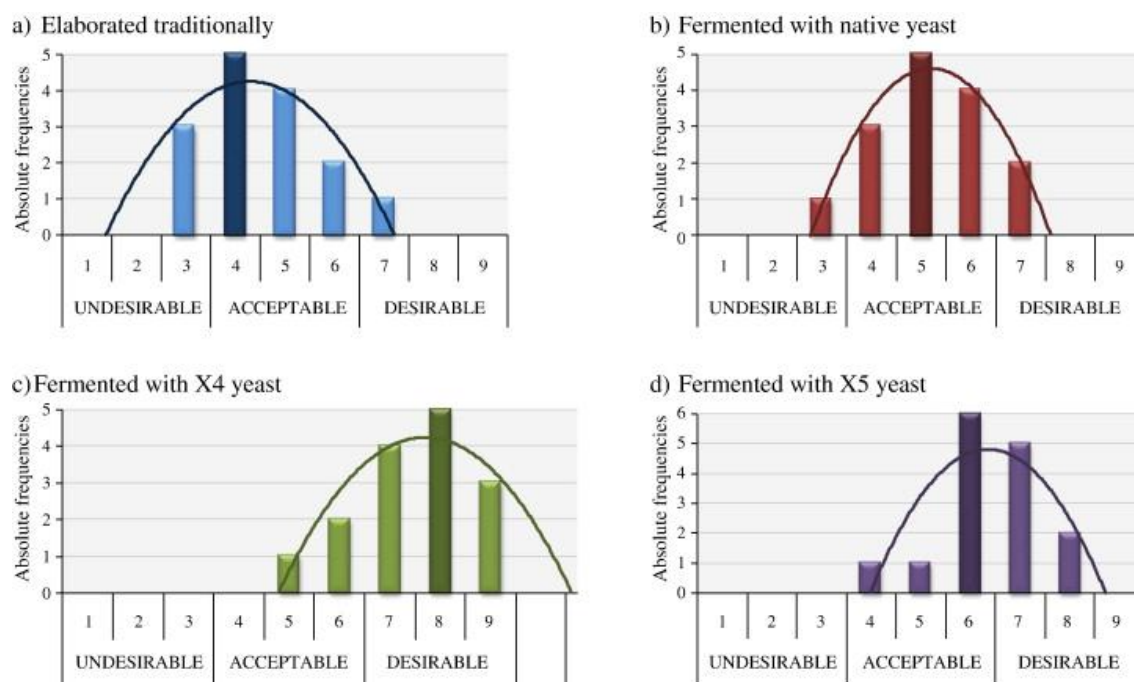 a) Elaborated traditionally
Absolute frequencies
5
4
3
2
1
0
1 2 3 4 5 6 7 8 9
UNDESIRABLE ACCEPTABLE DESIRABLE
b) Fermented with native yeast
Absolute frequencies
5
4
3
2
1
0
1 2 3 4 5 6 7 8 9
UNDESIRABLE ACCEPTABLE DESIRABLE
c) Fermented with X4 yeast
Absolute frequencies
5
4
3
2
1
0
1 2 3 4 5 6 7 8 9
UNDESIRABLE ACCEPTABLE DESIRABLE
d) Fermented with X5 yeast
Absolute frequencies
6
5
4
3
2
1
0
1 2 3 4 5 6 7 8 9
UNDESIRABLE ACCEPTABLE DESIRABLE